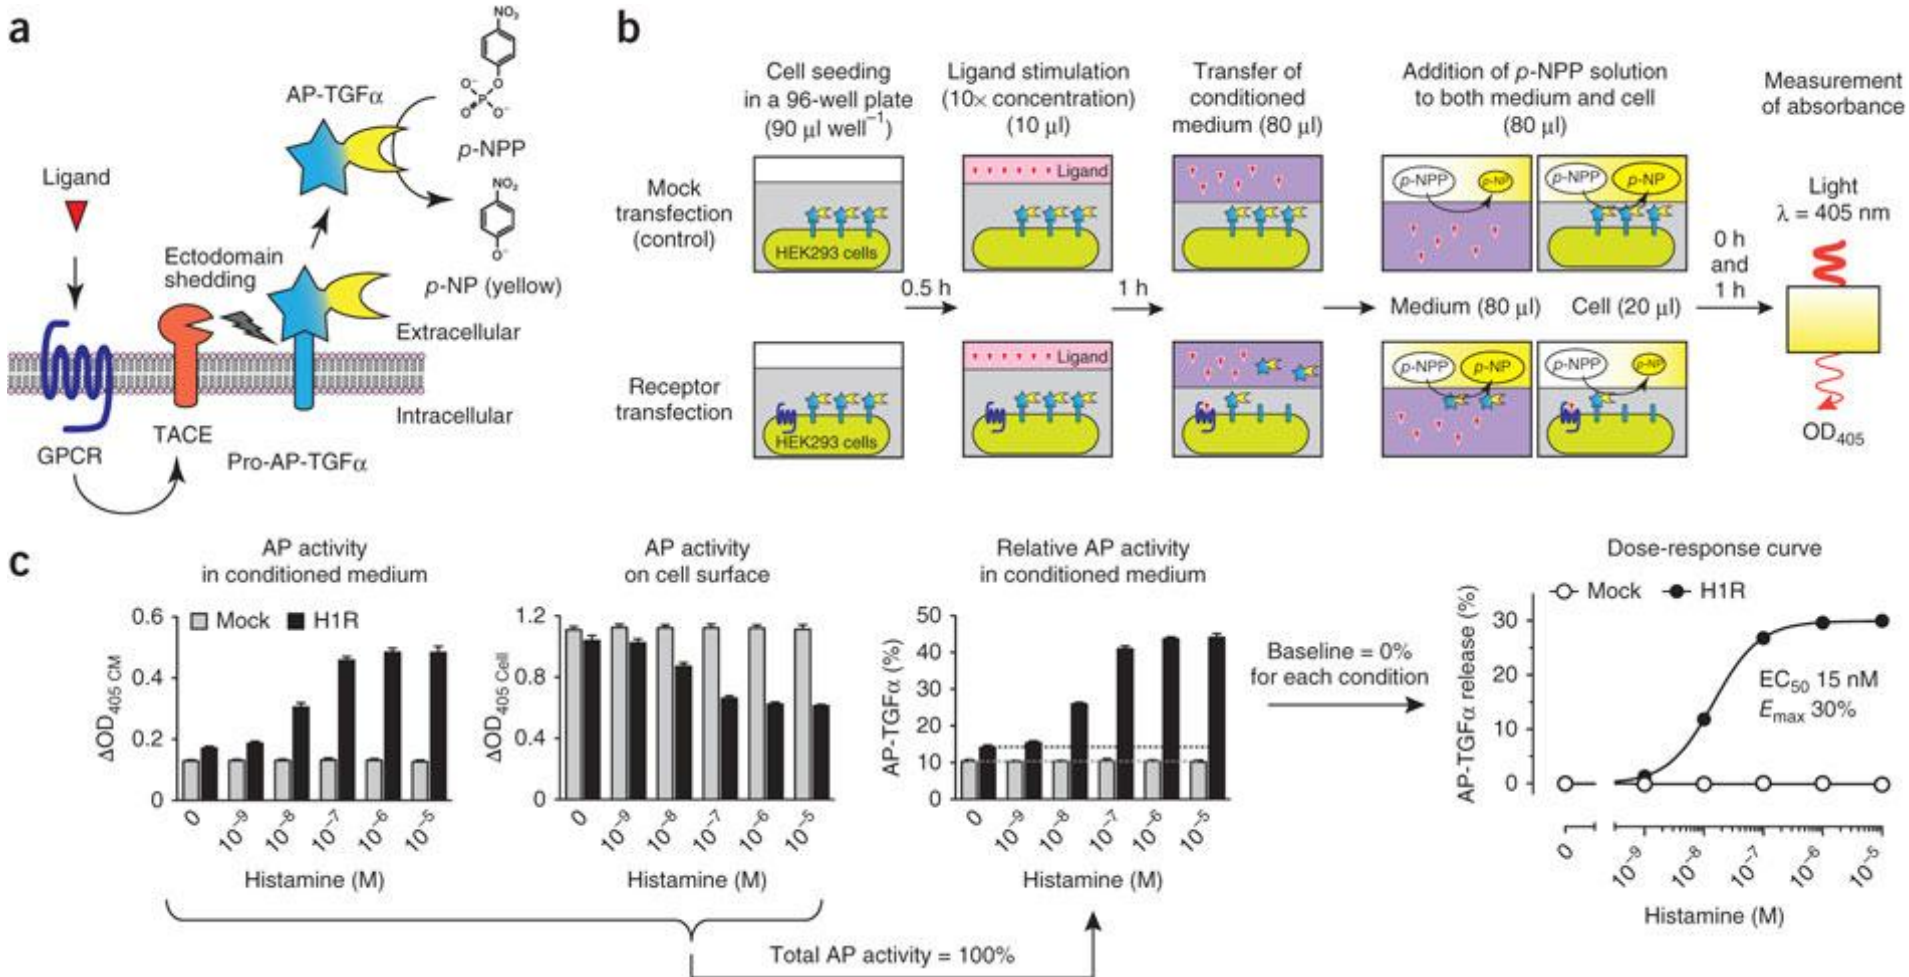 a
NO₂
O⁻
O
P
O
O⁻
AP-TGFα
p-NPP
NO₂
O⁻
p-NP (yellow)
Ligand
Ectodomain
shedding
Extracellular
Intracellular
GPCR
TACE
Pro-AP-TGFα
b
Cell seeding
in a 96-well plate
(90 µl well⁻¹)
Ligand stimulation
(10× concentration)
(10 µl)
Transfer of
conditioned
medium (80 µl)
Addition of p-NPP solution
to both medium and cell
(80 µl)
Measurement
of absorbance
Mock
transfection
(control)
HEK293 cells
Ligand
p-NPP
p-NP
p-NPP
p-NP
0.5 h
1 h
Medium (80 µl)
Cell (20 µl)
0 h
and
1 h
Light
λ = 405 nm
OD₄₀₅
Receptor
transfection
HEK293 cells
Ligand
p-NPP
p-NP
p-NPP
p-NP
c
AP activity
in conditioned medium
Mock
H1R
ΔOD₄₀₅ CM
0.6
0.4
0.2
0
0
10⁻⁹
10⁻⁸
10⁻⁷
10⁻⁶
10⁻⁵
Histamine (M)
AP activity
on cell surface
ΔOD₄₀₅ Cell
1.2
0.8
0.4
0
0
10⁻⁹
10⁻⁸
10⁻⁷
10⁻⁶
10⁻⁵
Histamine (M)
Relative AP activity
in conditioned medium
AP-TGFα (%)
50
40
30
20
10
0
0
10⁻⁹
10⁻⁸
10⁻⁷
10⁻⁶
10⁻⁵
Histamine (M)
Total AP activity = 100%
Baseline = 0%
for each condition
Dose-response curve
Mock
H1R
AP-TGFα release (%)
30
20
10
0
EC₅₀ 15 nM
Eₘₐₓ 30%
0
10⁻⁹
10⁻⁸
10⁻⁷
10⁻⁶
10⁻⁵
Histamine (M)